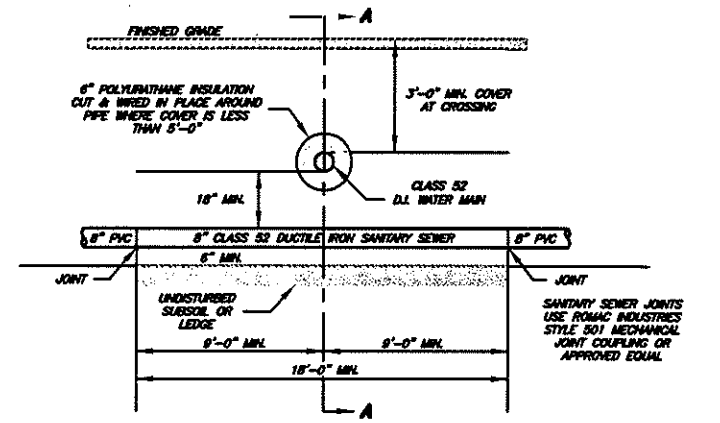 A
FINISHED GRADE
6" POLYURATHANE INSULATION
CUT & WIRED IN PLACE AROUND
PIPE WHERE COVER IS LESS
THAN 5'-0"
3'-0" MIN. COVER
AT CROSSING
CLASS 52
D.I. WATER MAIN
18" MIN.
8" PVC
8" CLASS 52 DUCTILE IRON SANITARY SEWER
8" PVC
6" MIN.
JOINT
JOINT
UNDISTURBED
SUBSOIL OR
LEDGE
SANITARY SEWER JOINTS
USE ROMAC INDUSTRIES
STYLE 501 MECHANICAL
JOINT COUPLING OR
APPROVED EQUAL
9'-0" MIN.
9'-0" MIN.
18'-0" MIN.
A